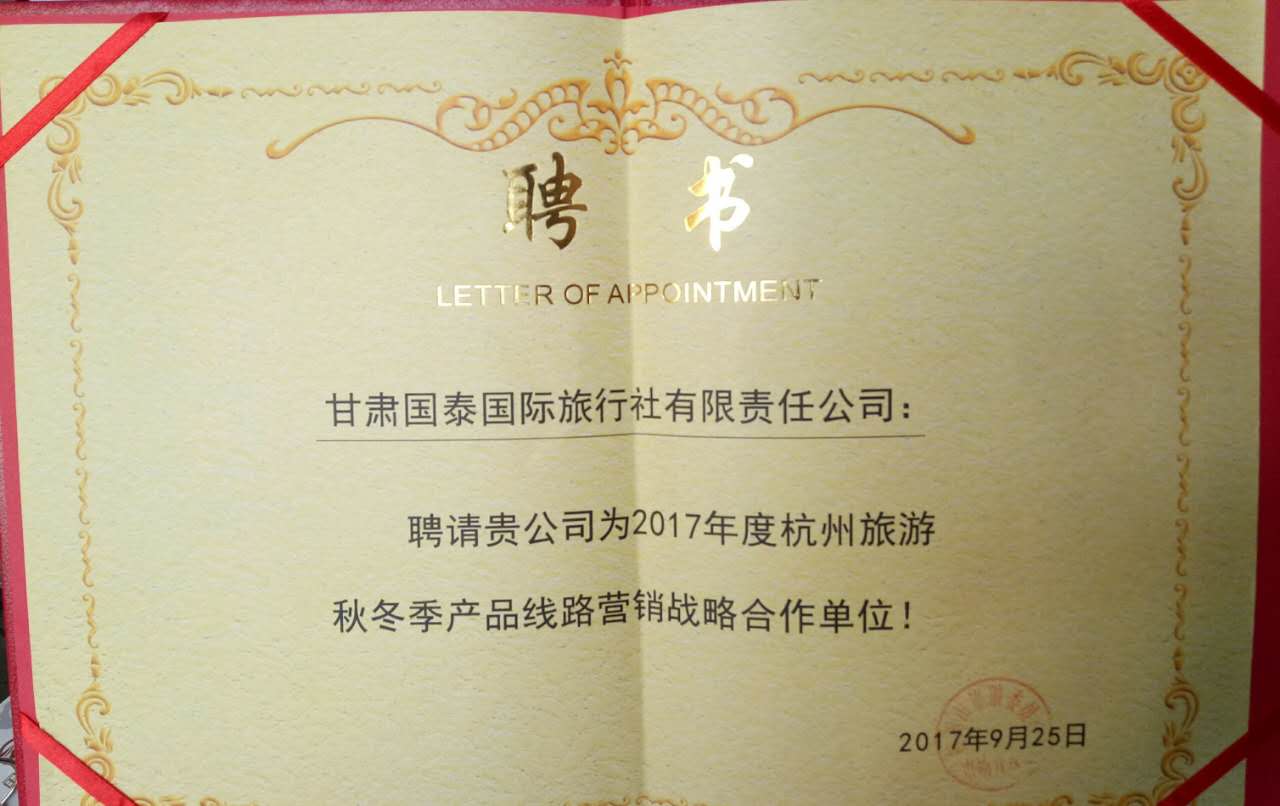 聘 书
LETTER OF APPOINTMENT
甘肃国泰国际旅行社有限责任公司：
聘请贵公司为2017年度杭州旅游
秋冬季产品线路营销战略合作单位！
2017年9月25日